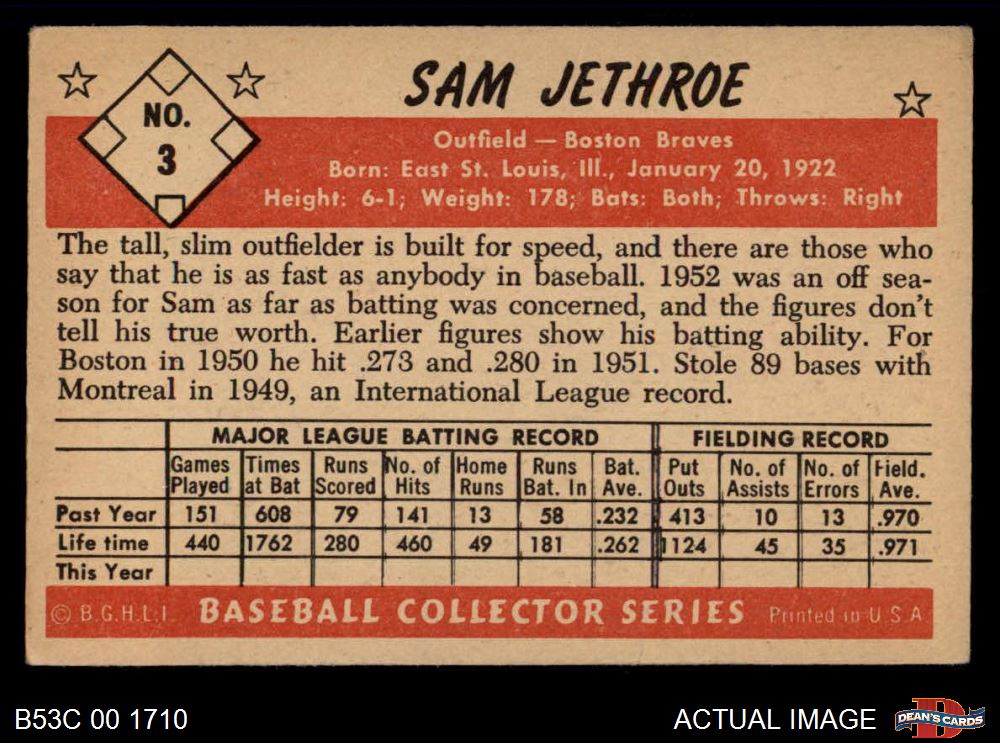 SAM JETHROE
NO.
3
Outfield — Boston Braves
Born: East St. Louis, Ill., January 20, 1922
Height: 6-1; Weight: 178; Bats: Both; Throws: Right
The tall, slim outfielder is built for speed, and there are those who
say that he is as fast as anybody in baseball. 1952 was an off sea-
son for Sam as far as batting was concerned, and the figures don't
tell his true worth. Earlier figures show his batting ability. For
Boston in 1950 he hit .273 and .280 in 1951. Stole 89 bases with
Montreal in 1949, an International League record.
MAJOR LEAGUE BATTING RECORD FIELDING RECORD
Games Times Runs No. of Home Runs Bat. Put No. of No. of Field.
Played at Bat Scored Hits Runs Bat. In Ave. Outs Assists Errors Ave.
Past Year 151 608 79 141 13 58 .232 413 10 13 .970
Life time 440 1762 280 460 49 181 .262 1124 45 35 .971
This Year
© B.G.H.L.I. BASEBALL COLLECTOR SERIES Printed in U.S.A
B53C 00 1710 ACTUAL IMAGE DEAN'S CARDS